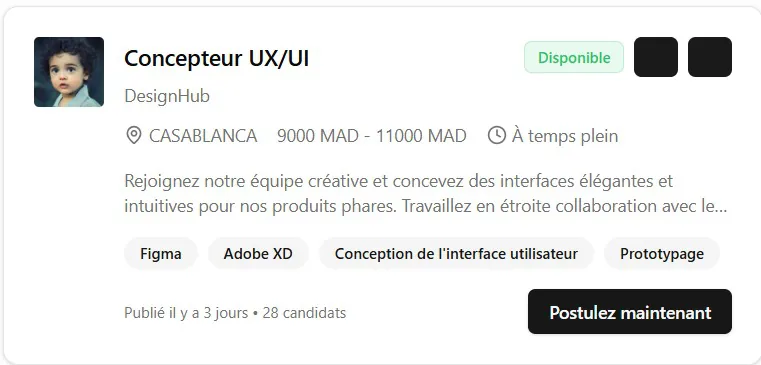 Concepteur UX/UI
Disponible
DesignHub
CASABLANCA 9000 MAD - 11000 MAD À temps plein
Rejoignez notre équipe créative et concevez des interfaces élégantes et
intuitives pour nos produits phares. Travaillez en étroite collaboration avec le...
Figma Adobe XD Conception de l'interface utilisateur Prototypage
Publié il y a 3 jours • 28 candidats
Postulez maintenant